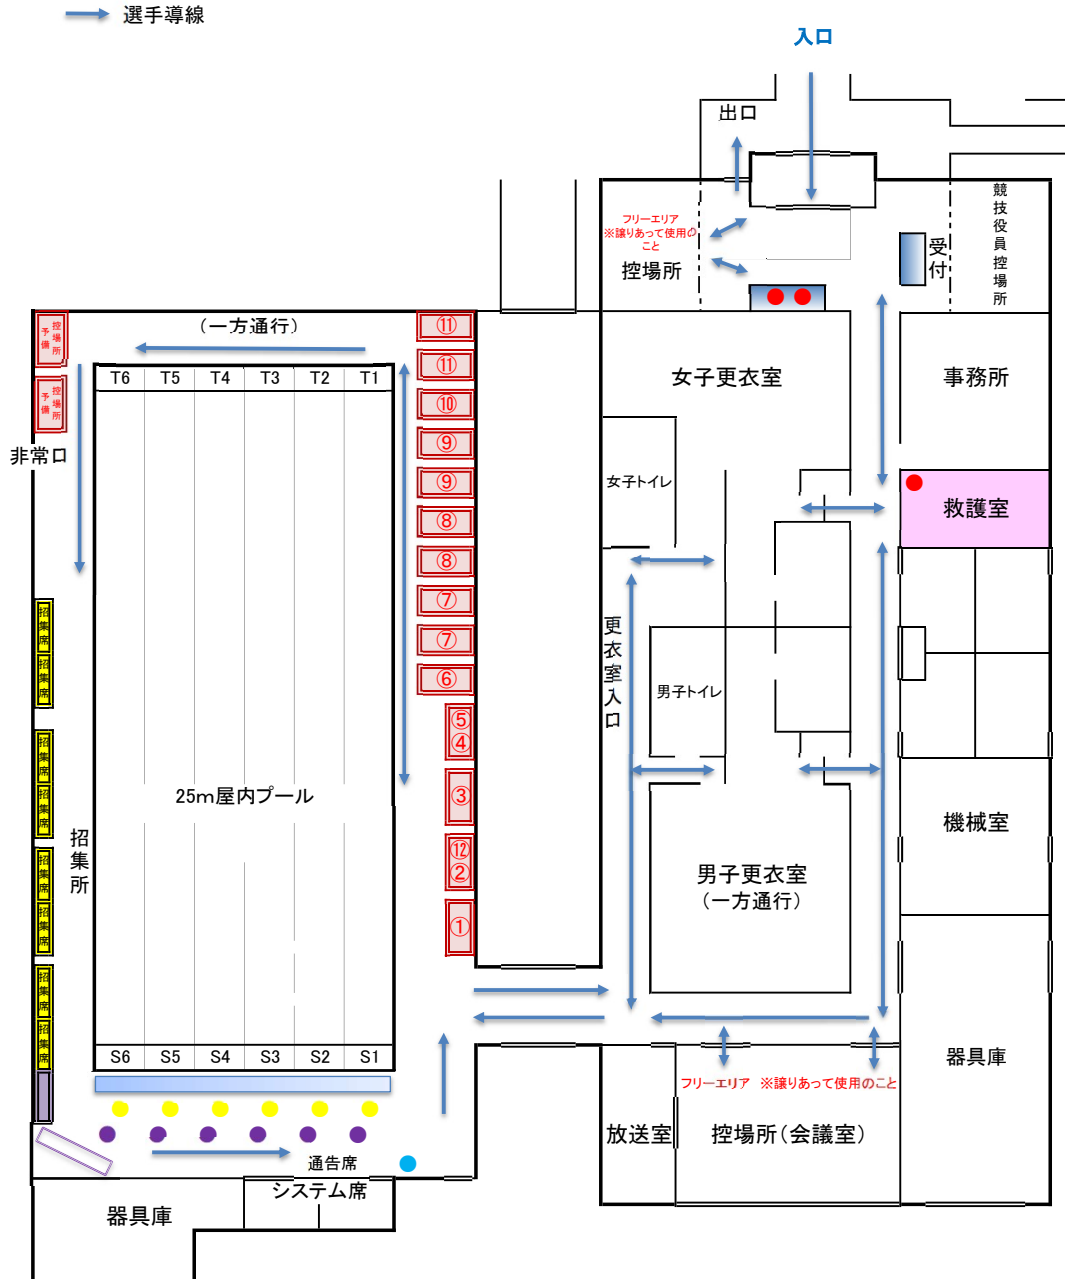 選手導線
入口
出口
フリーエリア
※譲りあって使用の
こと
控場所
受付
競技役員控場所
(一方通行)
予備
控場所
予備
控場所
非常口
T6
T5
T4
T3
T2
T1
⑪
⑪
⑩
⑨
⑨
⑧
⑧
⑦
⑦
⑥
⑤
④
③
⑫
②
①
女子更衣室
事務所
女子トイレ
救護室
更衣室入口
男子トイレ
招集席
招集席
招集席
招集席
招集席
招集席
招集席
招集席
招集所
25m屋内プール
機械室
男子更衣室
(一方通行)
S6
S5
S4
S3
S2
S1
器具庫
フリーエリア ※譲りあって使用のこと
放送室
控場所(会議室)
通告席
システム席
器具庫